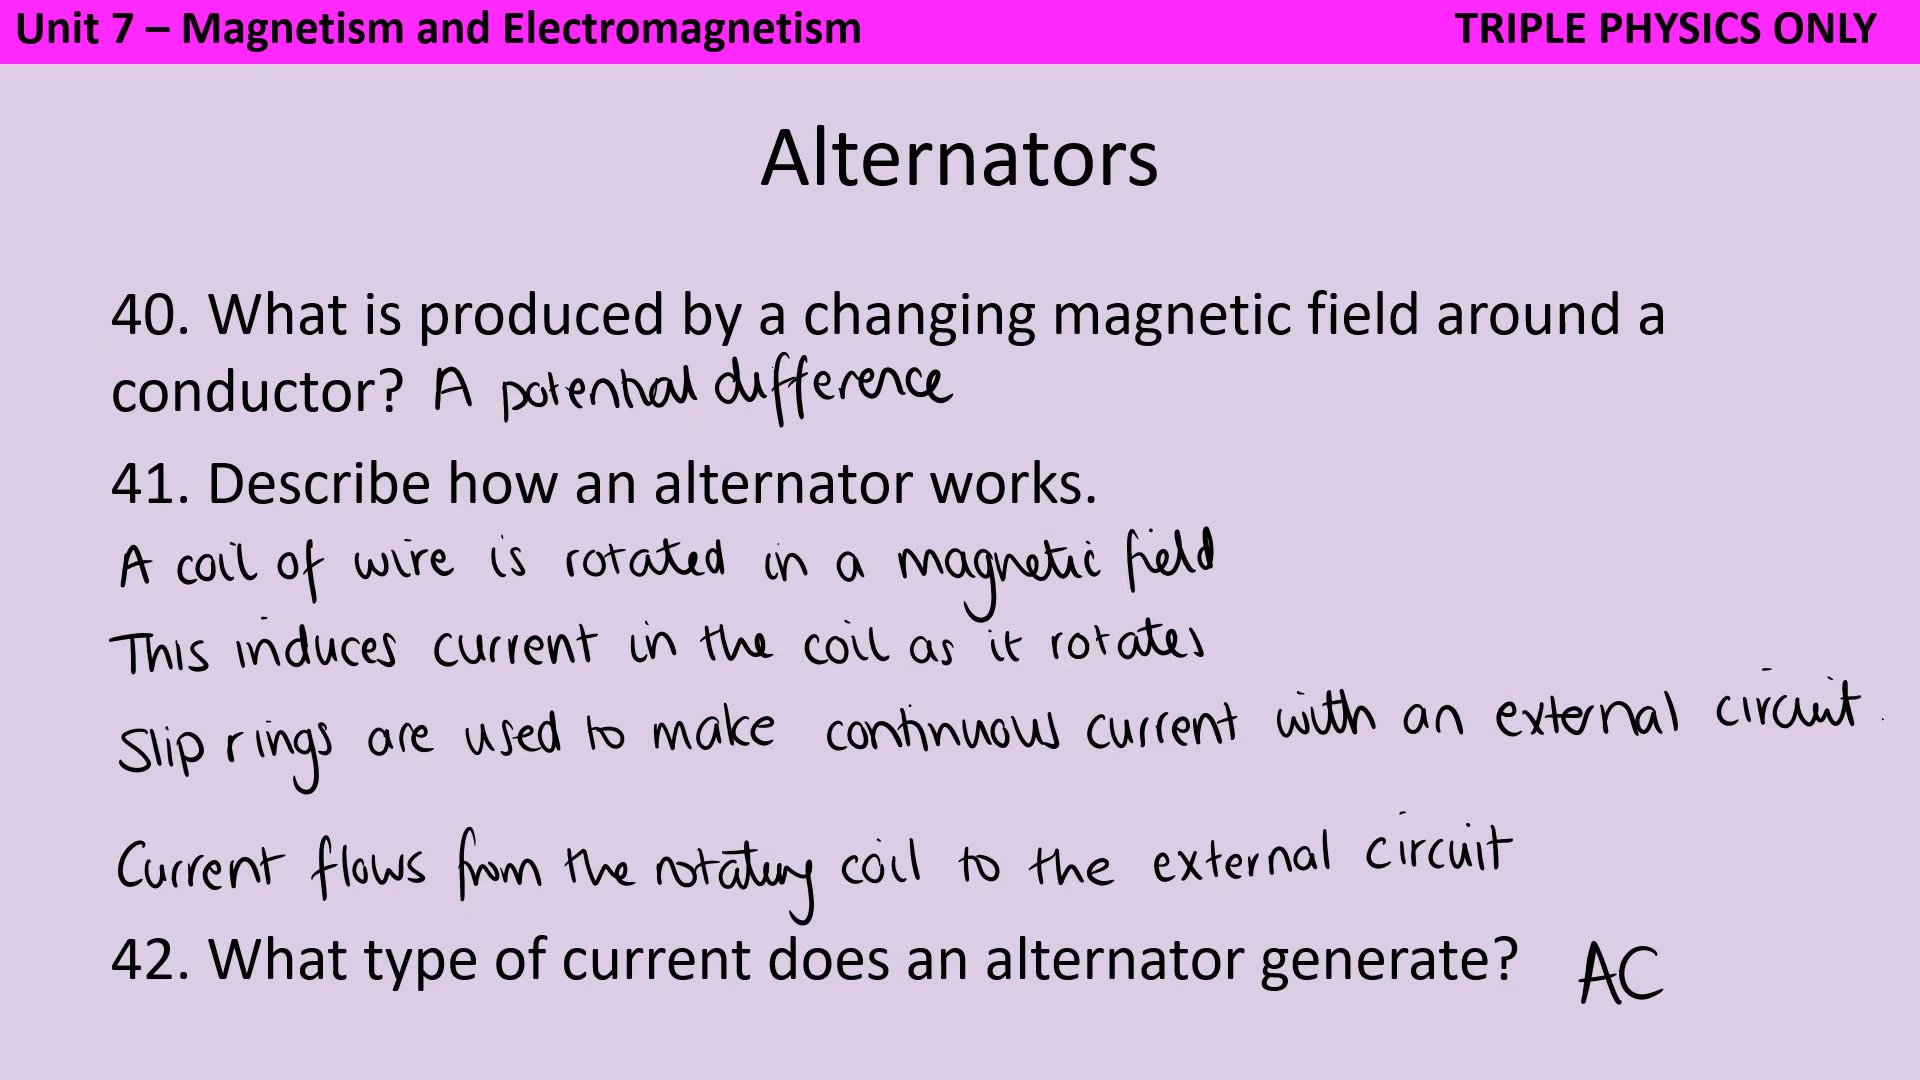 Unit 7 – Magnetism and Electromagnetism TRIPLE PHYSICS ONLY
Alternators
40. What is produced by a changing magnetic field around a
conductor? A potential difference
41. Describe how an alternator works.
A coil of wire is rotated in a magnetic field
This induces current in the coil as it rotates
Slip rings are used to make continuous current with an external circuit.
Current flows from the rotating coil to the external circuit
42. What type of current does an alternator generate? AC